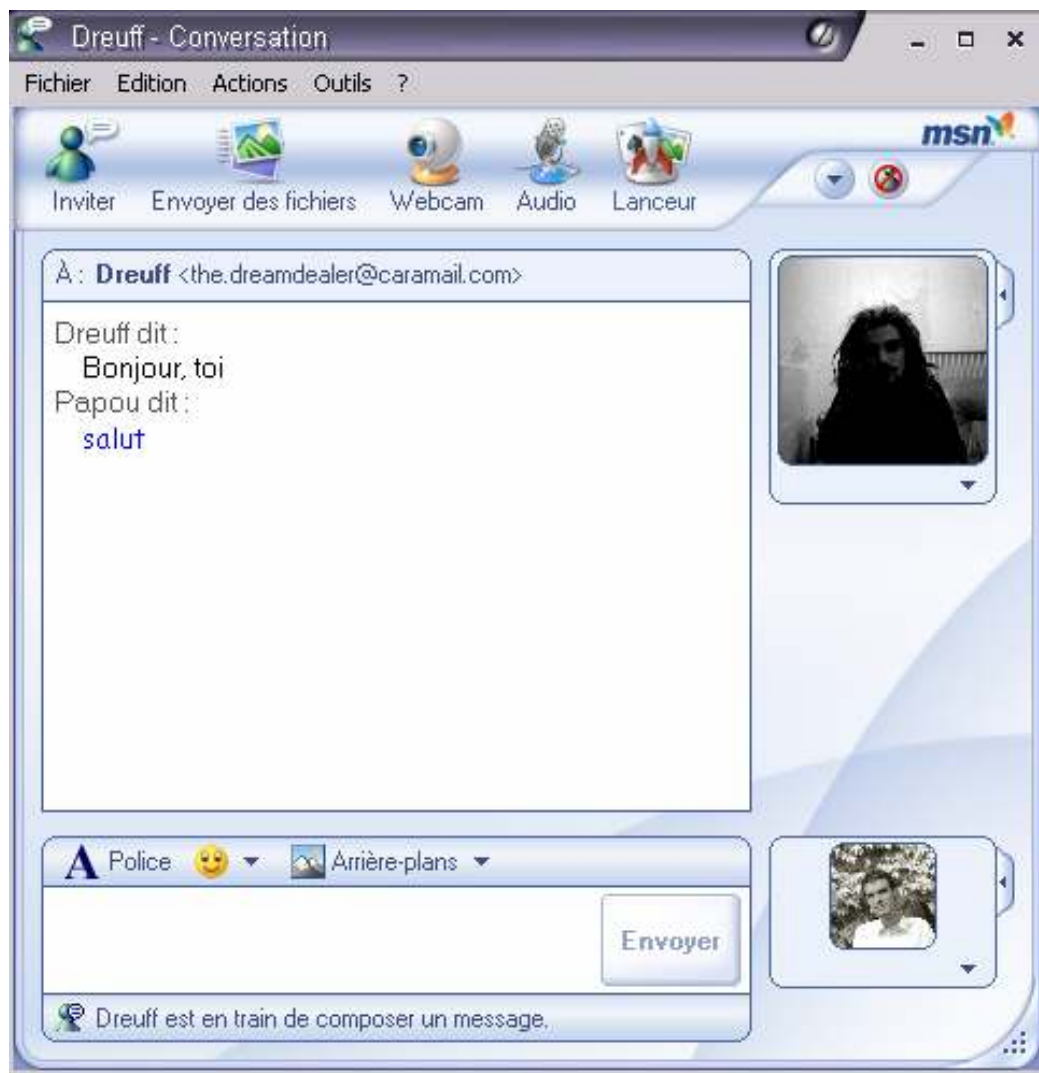 Dreuff - Conversation
Fichier Edition Actions Outils ?
msn
Inviter Envoyer des fichiers Webcam Audio Lanceur
À : Dreuff <the.dreamdealer@caramail.com>
Dreuff dit :
Bonjour, toi
Papou dit :
salut
A Police Arrière-plans
Envoyer
Dreuff est en train de composer un message.